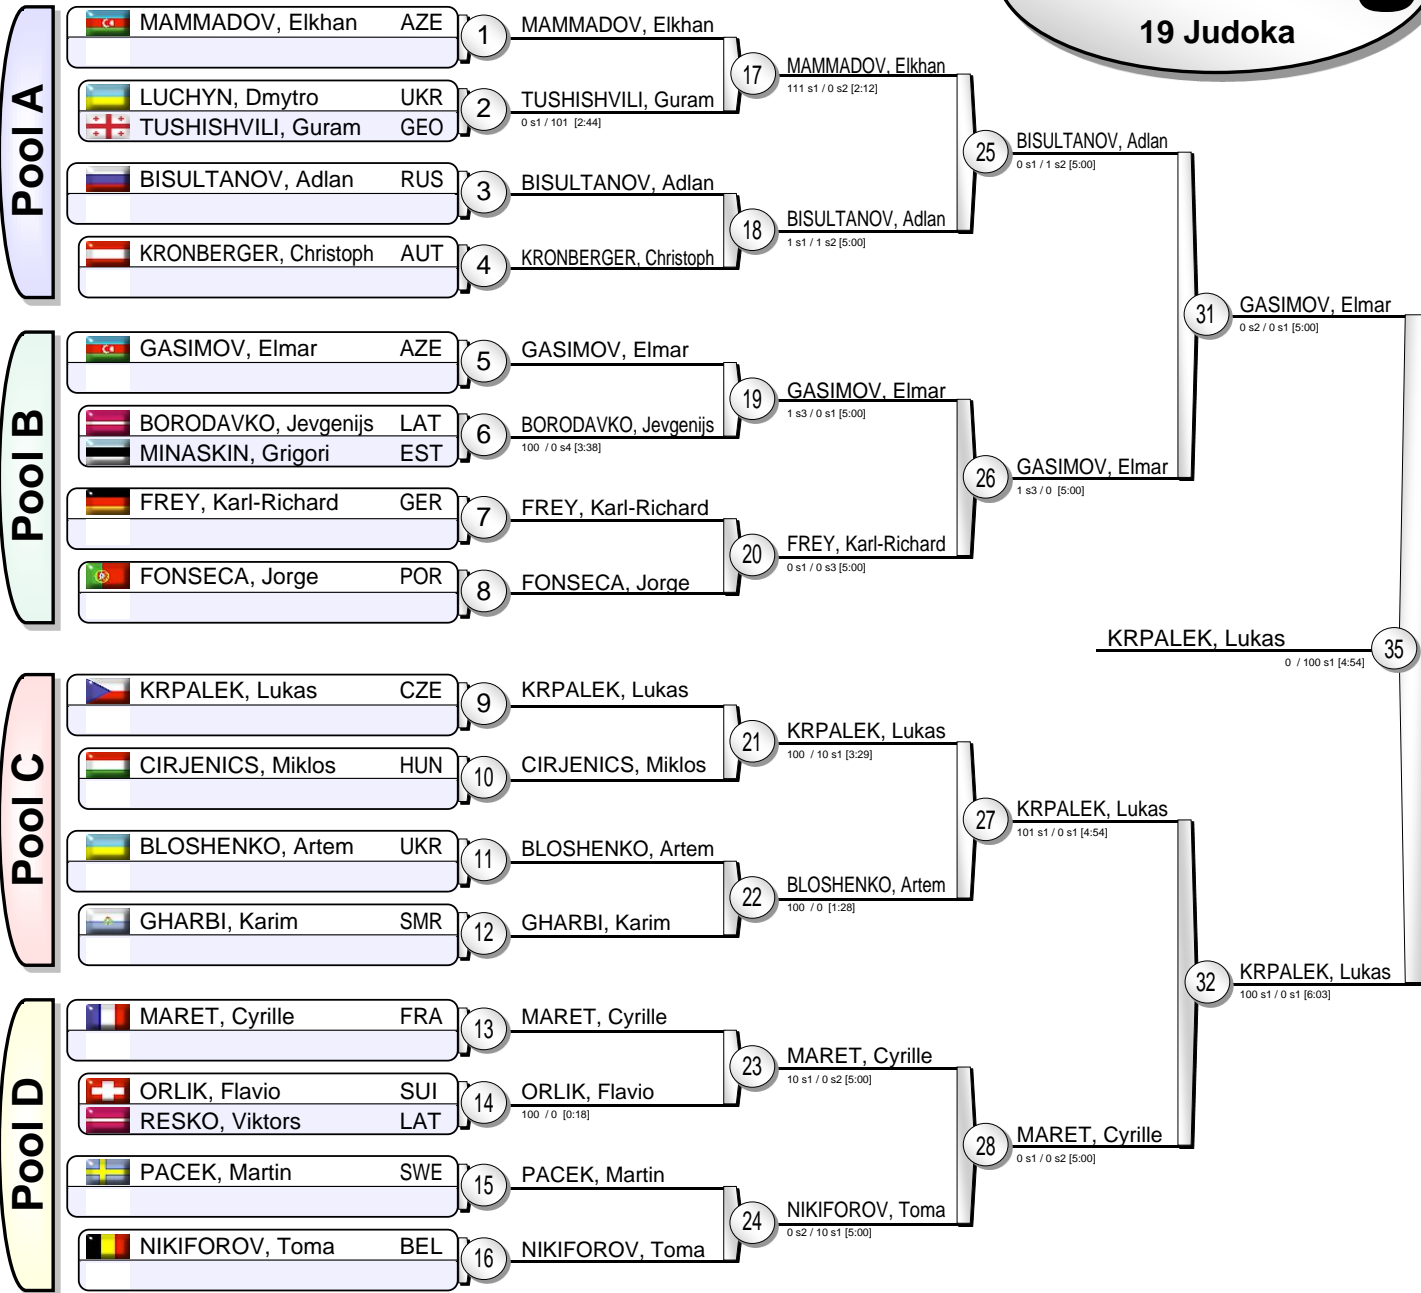 19 Judoka
Pool A
MAMMADOV, Elkhan AZE
LUCHYN, Dmytro UKR
TUSHISHVILI, Guram GEO
BISULTANOV, Adlan RUS
KRONBERGER, Christoph AUT
1
2
3
4
MAMMADOV, Elkhan
TUSHISHVILI, Guram
0 s1 / 101 [2:44]
BISULTANOV, Adlan
KRONBERGER, Christoph
17
18
MAMMADOV, Elkhan
111 s1 / 0 s2 [2:12]
BISULTANOV, Adlan
1 s1 / 1 s2 [5:00]
25
BISULTANOV, Adlan
0 s1 / 1 s2 [5:00]
Pool B
GASIMOV, Elmar AZE
BORODAVKO, Jevgenijs LAT
MINASKIN, Grigori EST
FREY, Karl-Richard GER
FONSECA, Jorge POR
5
6
7
8
GASIMOV, Elmar
BORODAVKO, Jevgenijs
100 / 0 s4 [3:38]
FREY, Karl-Richard
FONSECA, Jorge
19
20
GASIMOV, Elmar
1 s3 / 0 s1 [5:00]
FREY, Karl-Richard
0 s1 / 0 s3 [5:00]
26
GASIMOV, Elmar
1 s3 / 0 [5:00]
31
GASIMOV, Elmar
0 s2 / 0 s1 [5:00]
KRPALEK, Lukas
0 / 100 s1 [4:54]
35
Pool C
KRPALEK, Lukas CZE
CIRJENICS, Miklos HUN
BLOSHENKO, Artem UKR
GHARBI, Karim SMR
9
10
11
12
KRPALEK, Lukas
CIRJENICS, Miklos
BLOSHENKO, Artem
GHARBI, Karim
21
22
KRPALEK, Lukas
100 / 10 s1 [3:29]
BLOSHENKO, Artem
100 / 0 [1:28]
27
KRPALEK, Lukas
101 s1 / 0 s1 [4:54]
Pool D
MARET, Cyrille FRA
ORLIK, Flavio SUI
RESKO, Viktors LAT
PACEK, Martin SWE
NIKIFOROV, Toma BEL
13
14
15
16
MARET, Cyrille
ORLIK, Flavio
100 / 0 [0:18]
PACEK, Martin
NIKIFOROV, Toma
23
24
MARET, Cyrille
10 s1 / 0 s2 [5:00]
NIKIFOROV, Toma
0 s2 / 10 s1 [5:00]
28
MARET, Cyrille
0 s1 / 0 s2 [5:00]
32
KRPALEK, Lukas
100 s1 / 0 s1 [6:03]